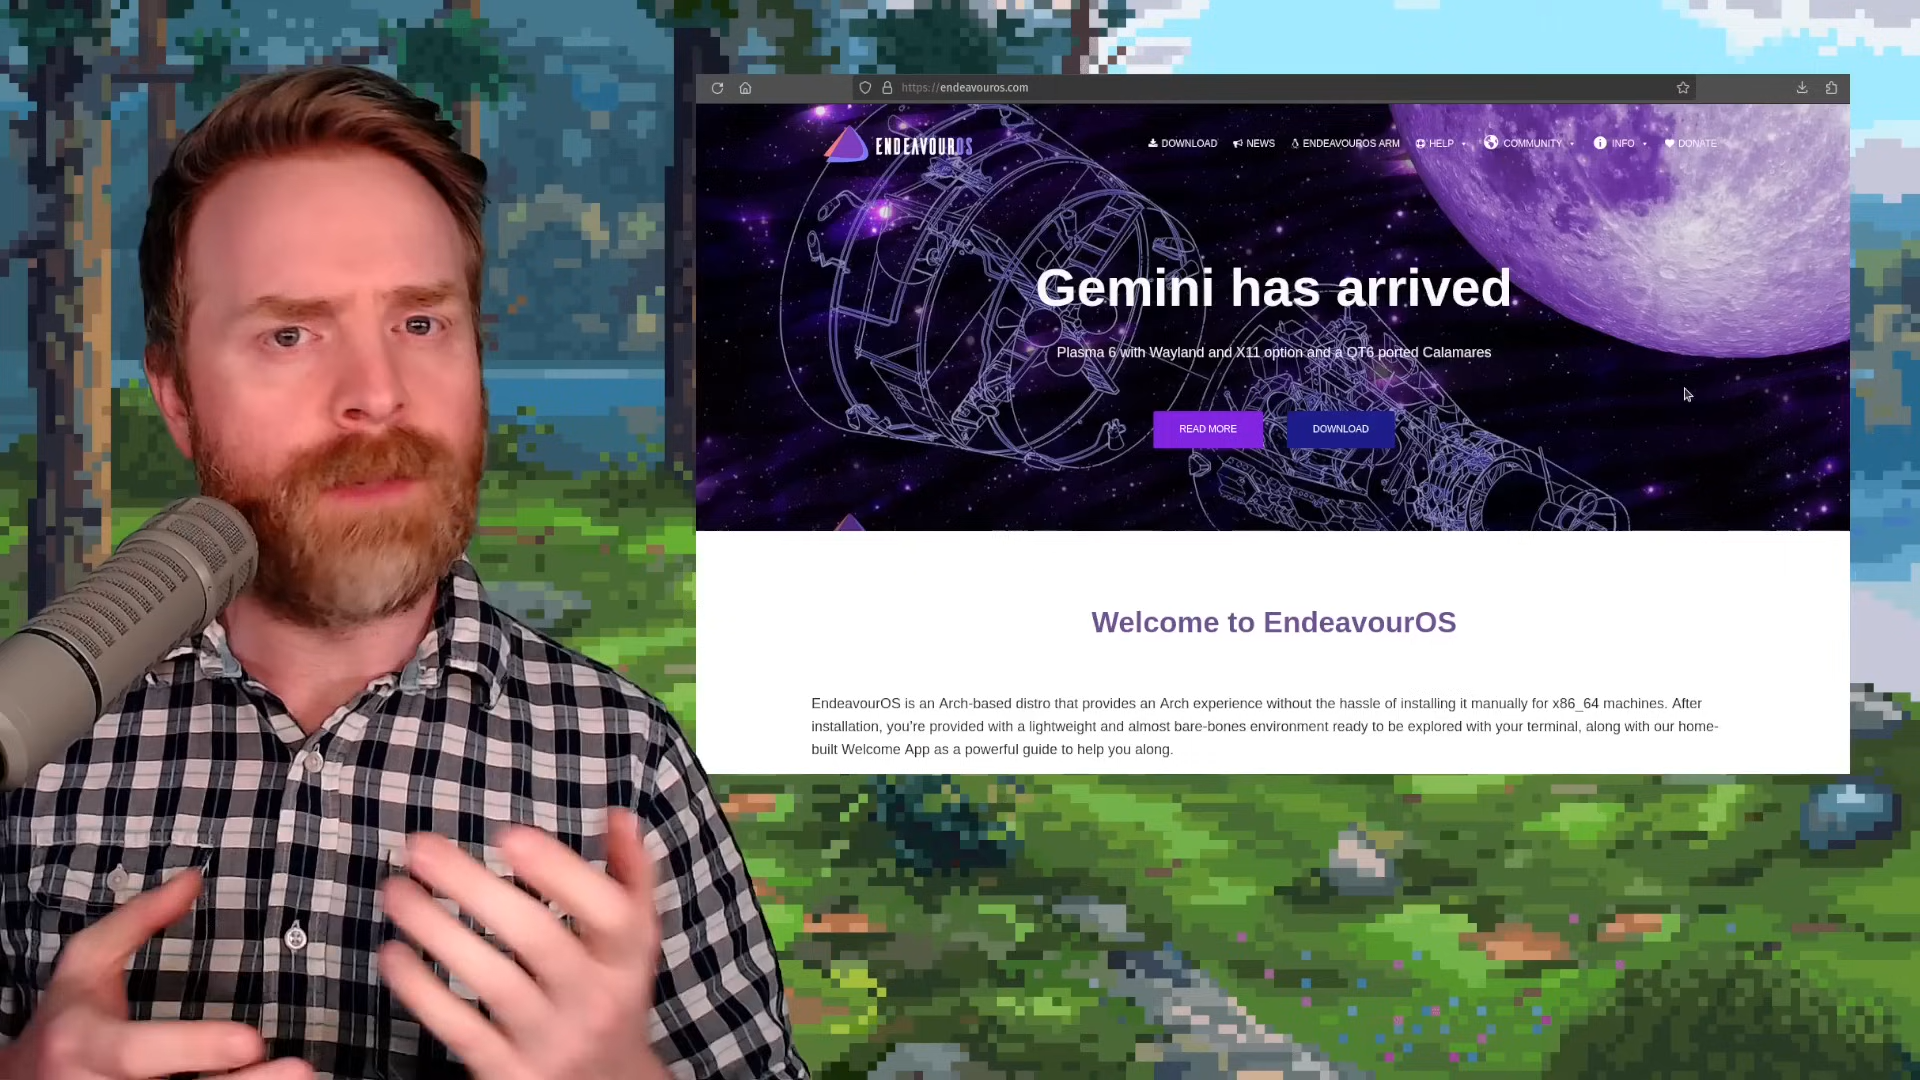 https://endeavouros.com
ENDEAVOUROS
DOWNLOAD NEWS ENDEAVOUROS ARM HELP COMMUNITY INFO DONATE
Gemini has arrived
Plasma 6 with Wayland and X11 option and a QT6 ported Calamares
READ MORE DOWNLOAD
Welcome to EndeavourOS
EndeavourOS is an Arch-based distro that provides an Arch experience without the hassle of installing it manually for x86_64 machines. After
installation, you're provided with a lightweight and almost bare-bones environment ready to be explored with your terminal, along with our home-
built Welcome App as a powerful guide to help you along.